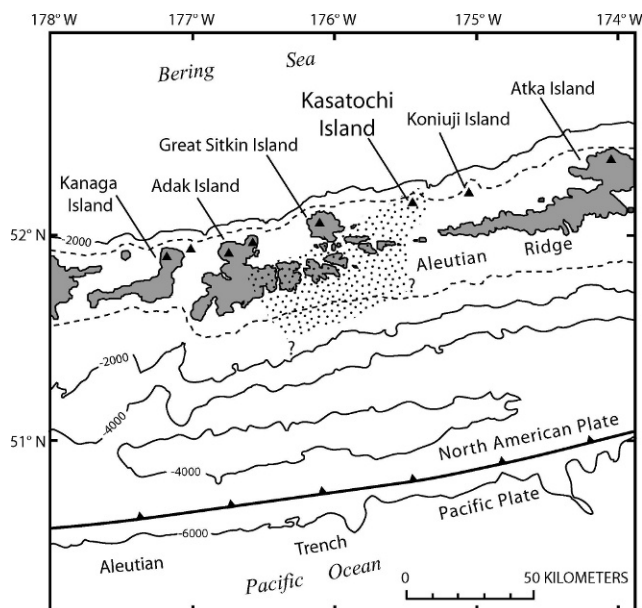 178° W
177°
176°
175°
174° W
Bering Sea
Kasatochi
Island
Atka Island
Koniuji Island
Great Sitkin Island
Kanaga
Island
Adak Island
52° N
-2000
Aleutian Ridge
?
?
-2000
-4000
51° N
-4000
North American Plate
Pacific Plate
-6000
Aleutian Trench
Pacific Ocean
0 50 KILOMETERS